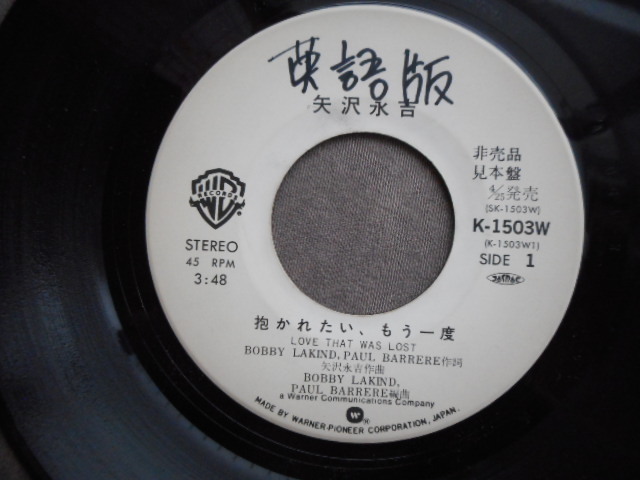 英語版
矢沢永吉
非売品
見本盤
4/25発売
(SK-1503W)
K-1503W
(K-1503W1)
SIDE 1
WB
RECORDS
STEREO
45 RPM
3:48
抱かれたい、もう一度
LOVE THAT WAS LOST
BOBBY LAKIND, PAUL BARRERE作詞
矢沢永吉作曲
BOBBY LAKIND,
PAUL BARRERE編曲
a Warner Communications Company
MADE BY WARNER-PIONEER CORPORATION, JAPAN.